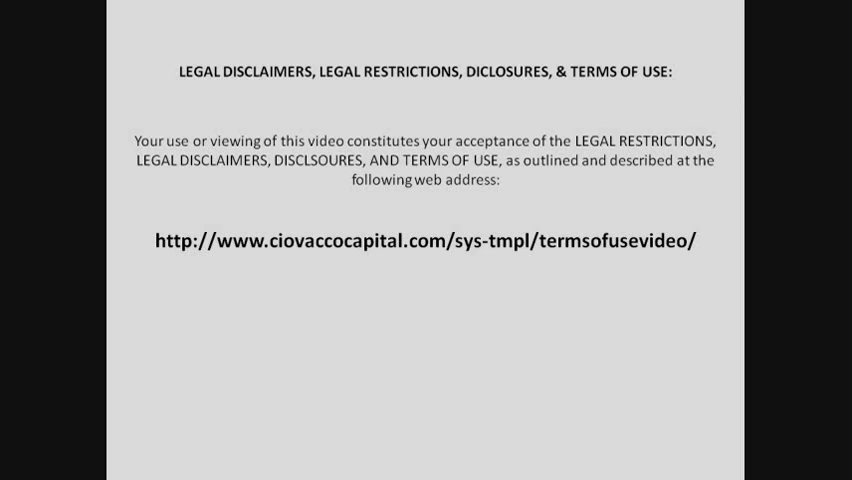 LEGAL DISCLAIMERS, LEGAL RESTRICTIONS, DICLOSURES, & TERMS OF USE:
Your use or viewing of this video constitutes your acceptance of the LEGAL RESTRICTIONS,
LEGAL DISCLAIMERS, DISCLSOURES, AND TERMS OF USE, as outlined and described at the
following web address:
http://www.ciovaccocapital.com/sys-tmpl/termsofusevideo/